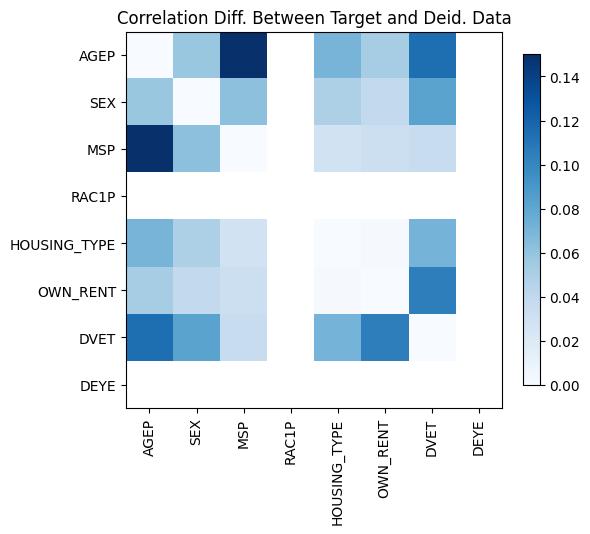 Correlation Diff. Between Target and Deid. Data
AGEP
SEX
MSP
RAC1P
HOUSING_TYPE
OWN_RENT
DVET
DEYE
AGEP
SEX
MSP
RAC1P
HOUSING_TYPE
OWN_RENT
DVET
DEYE
0.14
0.12
0.10
0.08
0.06
0.04
0.02
0.00